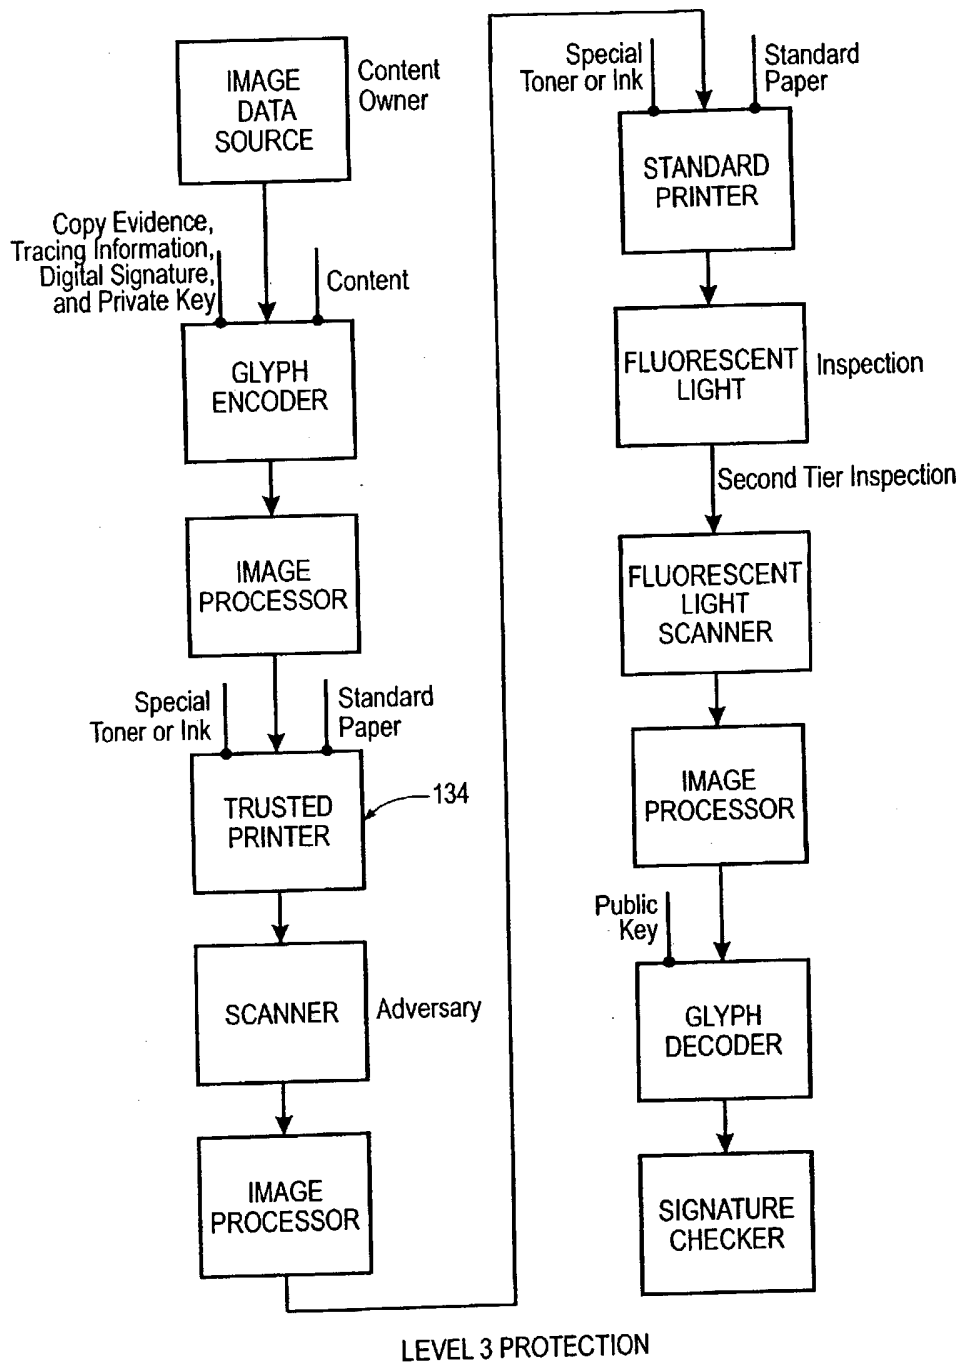 IMAGE
DATA
SOURCE
Content
Owner
Copy Evidence,
Tracing Information,
Digital Signature,
and Private Key
Content
GLYPH
ENCODER
IMAGE
PROCESSOR
Special
Toner or Ink
Standard
Paper
TRUSTED
PRINTER
134
SCANNER
Adversary
IMAGE
PROCESSOR
Special
Toner or Ink
Standard
Paper
STANDARD
PRINTER
FLUORESCENT
LIGHT
Inspection
Second Tier Inspection
FLUORESCENT
LIGHT
SCANNER
IMAGE
PROCESSOR
Public
Key
GLYPH
DECODER
SIGNATURE
CHECKER
LEVEL 3 PROTECTION